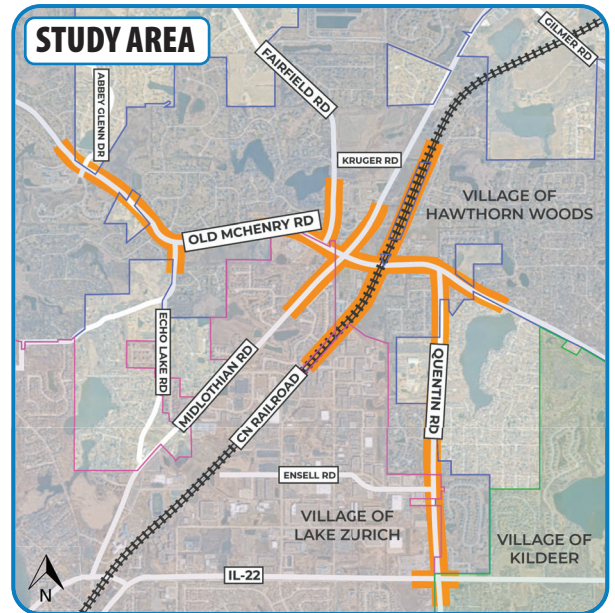 STUDY AREA
GILMER RD
FAIRFIELD RD
ABBEY GLENN DR
KRUGER RD
VILLAGE OF
HAWTHORN WOODS
OLD MCHENRY RD
ECHO LAKE RD
MIDLOTHIAN RD
CN RAILROAD
QUENTIN RD
ENSELL RD
VILLAGE OF
LAKE ZURICH
VILLAGE OF
KILDEER
IL-22
N